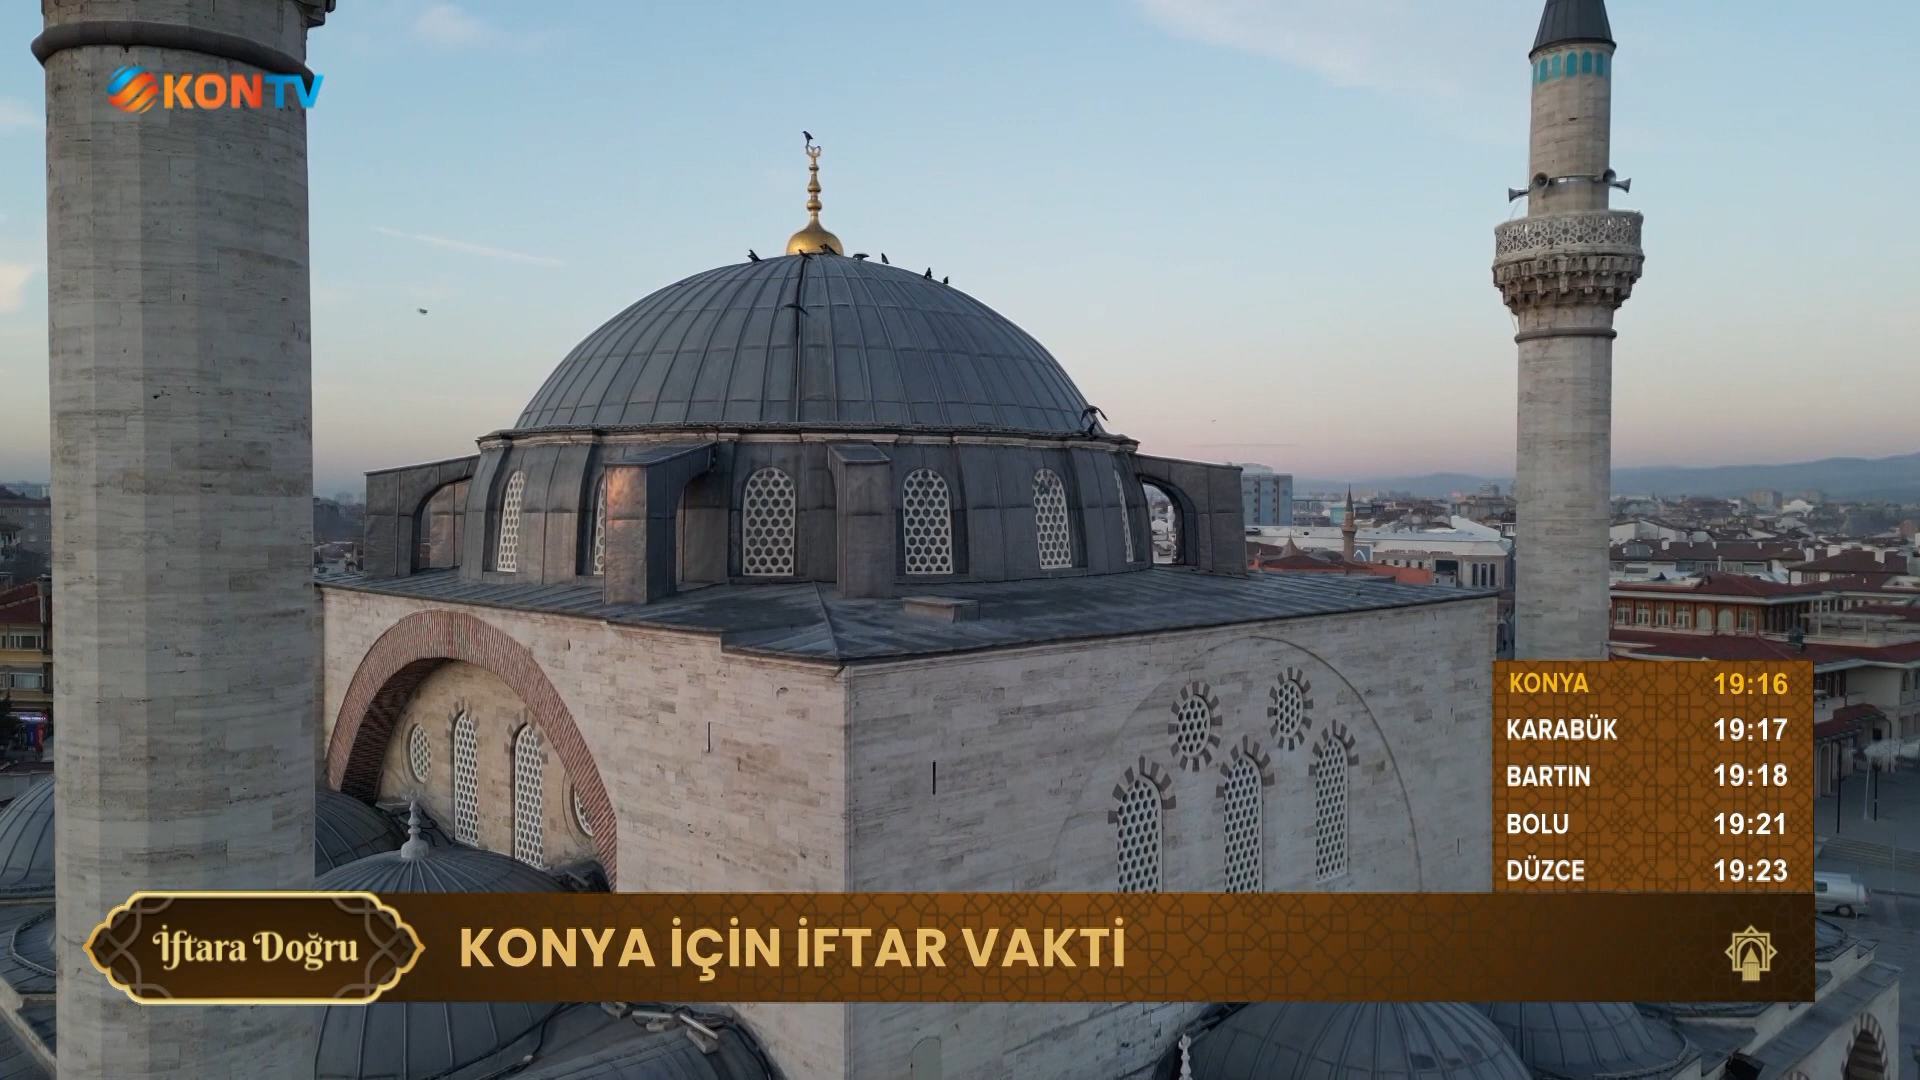 KONTV
KONYA 19:16
KARABÜK 19:17
BARTIN 19:18
BOLU 19:21
DÜZCE 19:23
İftara Doğru
KONYA İÇİN İFTAR VAKTİ